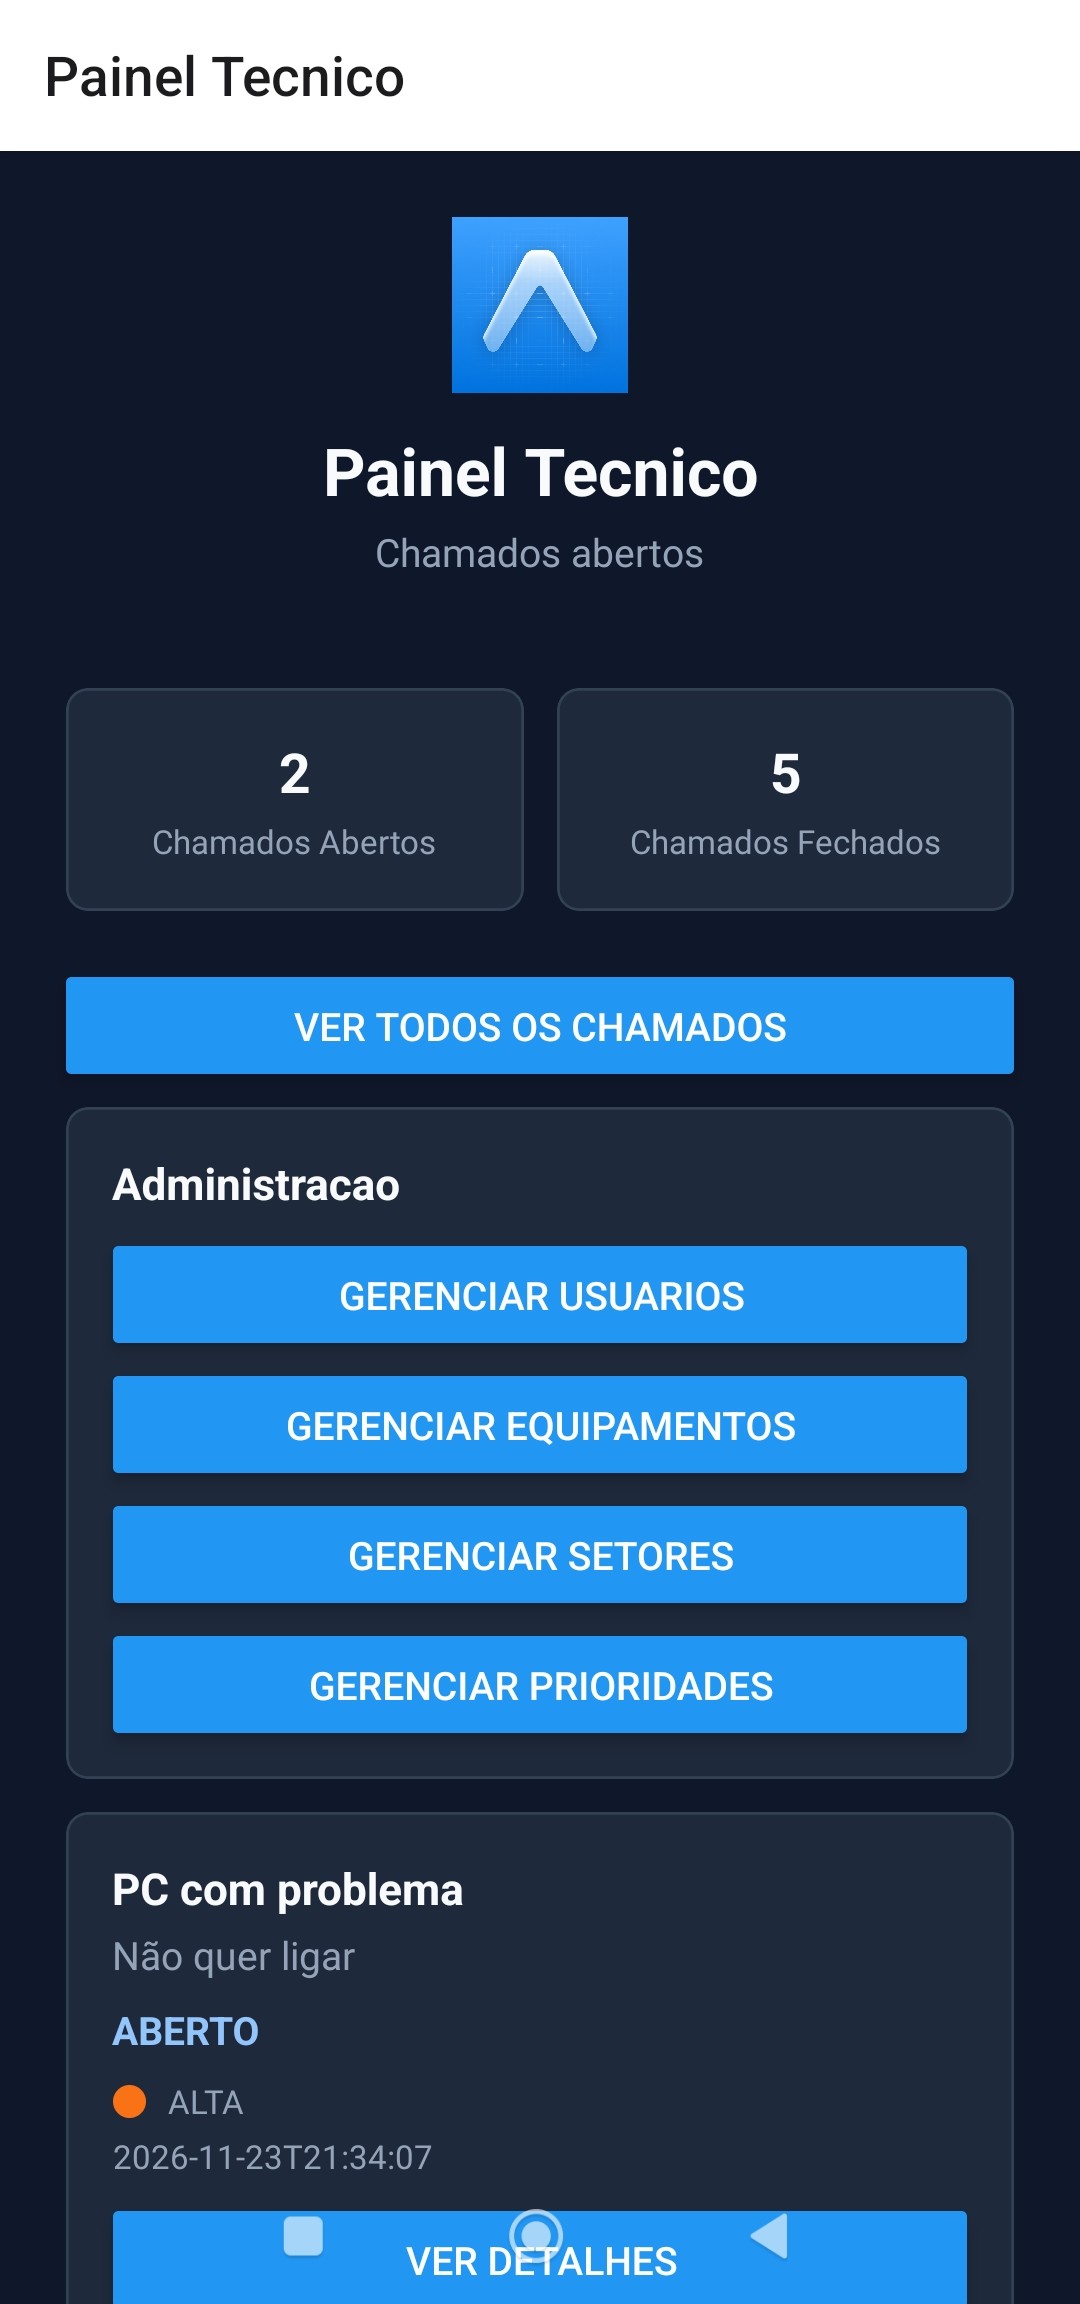 Painel Tecnico
Painel Tecnico
Chamados abertos
2
Chamados Abertos
5
Chamados Fechados
VER TODOS OS CHAMADOS
Administracao
GERENCIAR USUARIOS
GERENCIAR EQUIPAMENTOS
GERENCIAR SETORES
GERENCIAR PRIORIDADES
PC com problema
Não quer ligar
ABERTO
ALTA
2026-11-23T21:34:07
VER DETALHES